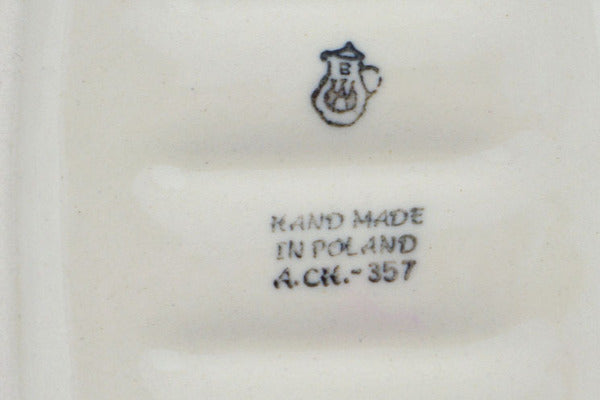 B
HAND MADE
IN POLAND
A.CH.-357